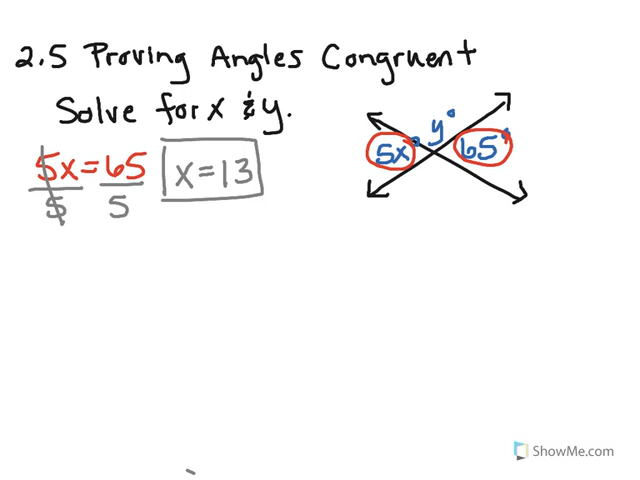 2.5 Proving Angles Congruent
Solve for x & y.
5x = 65
5 5
x = 13
5x° y° 65°
ShowMe.com